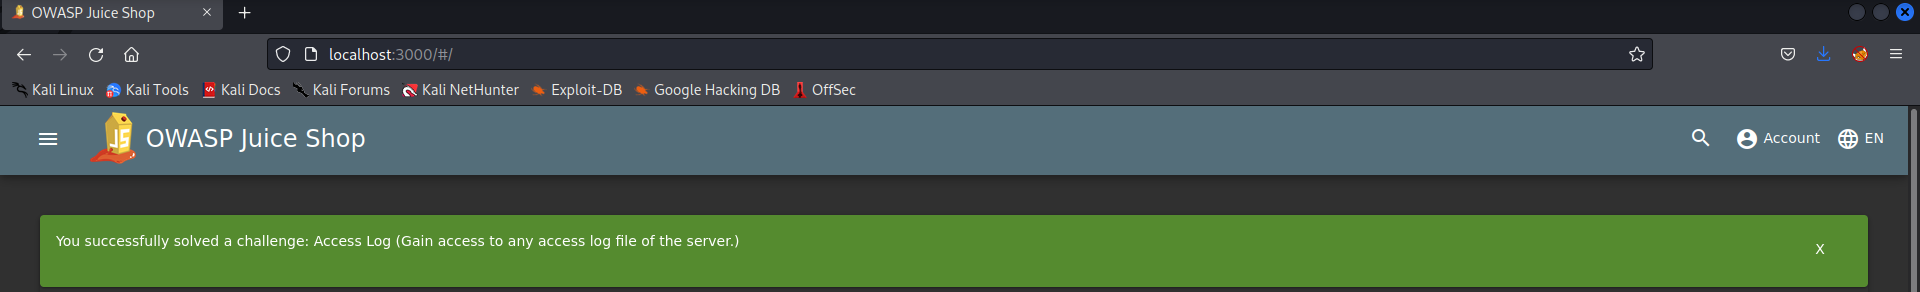 OWASP Juice Shop
localhost:3000/#/
Kali Linux Kali Tools Kali Docs Kali Forums Kali NetHunter Exploit-DB Google Hacking DB OffSec
JS OWASP Juice Shop Account EN
You successfully solved a challenge: Access Log (Gain access to any access log file of the server.) X